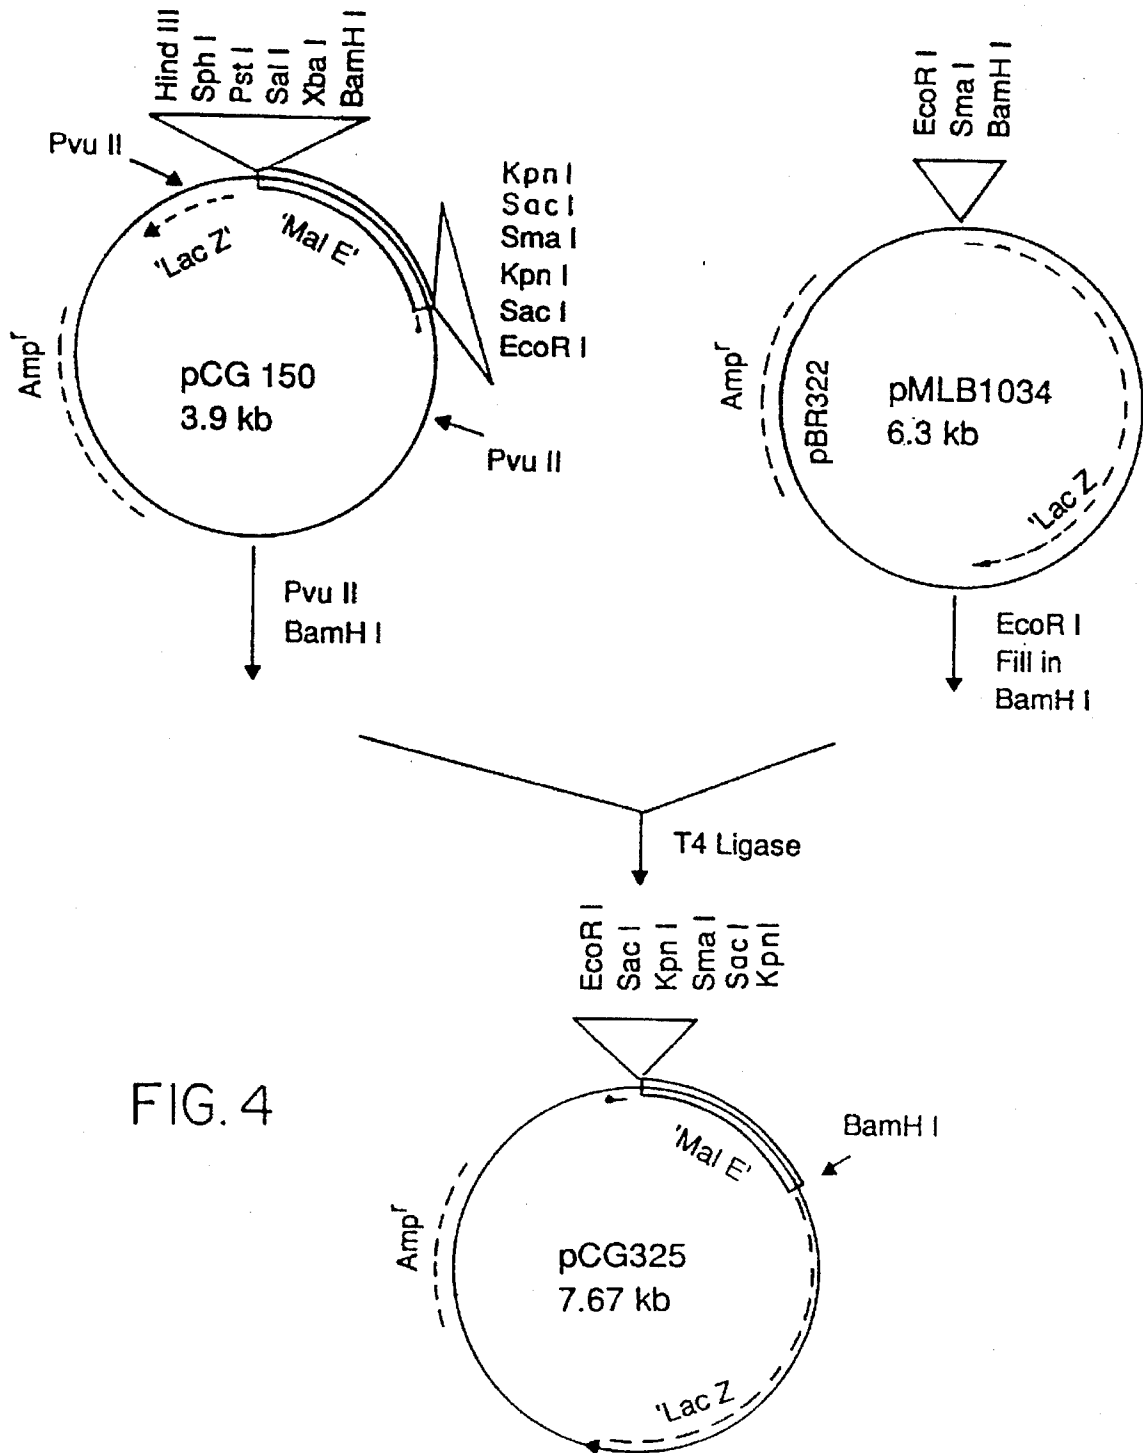 Hind III
Sph I
Pst I
Sal I
Xba I
BamH I
Pvu II
'Lac Z'
'Mal E'
Kpn I
Sac I
Sma I
Kpn I
Sac I
EcoR I
Ampr
pCG 150
3.9 kb
Pvu II
Pvu II
BamH I
EcoR I
Sma I
BamH I
Ampr
pBR322
pMLB1034
6.3 kb
'Lac Z
EcoR I
Fill in
BamH I
T4 Ligase
EcoR I
Sac I
Kpn I
Sma I
Sac I
Kpn I
FIG. 4
'Mal E'
BamH I
Ampr
pCG325
7.67 kb
'Lac Z